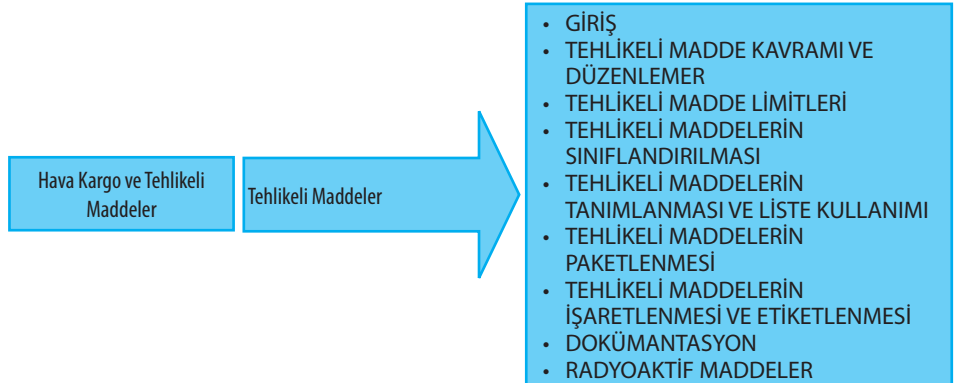 Hava Kargo ve Tehlikeli
Maddeler
Tehlikeli Maddeler
• GİRİŞ
• TEHLİKELİ MADDE KAVRAMI VE
DÜZENLEMER
• TEHLİKELİ MADDE LİMİTLERİ
• TEHLİKELİ MADDELERİN
SINIFLANDIRILMASI
• TEHLİKELİ MADDELERİN
TANIMLANMASI VE LİSTE KULLANIMI
• TEHLİKELİ MADDELERİN
PAKETLENMESİ
• TEHLİKELİ MADDELERİN
İŞARETLENMESİ VE ETİKETLENMESİ
• DOKÜMANTASYON
• RADYOAKTİF MADDELER